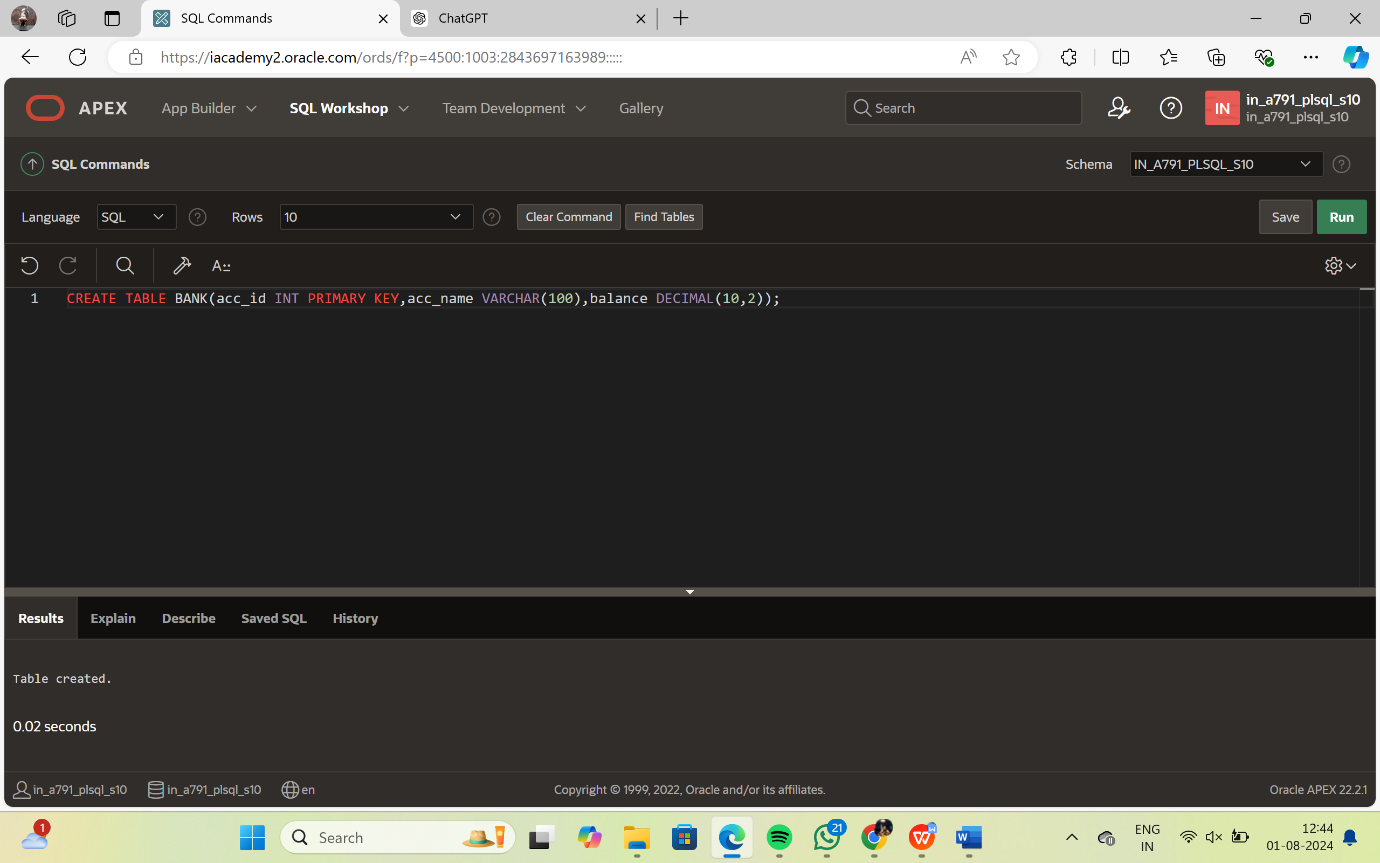 SQL Commands
ChatGPT
https://iacademy2.oracle.com/ords/f?p=4500:1003:2843697163989:::::
APEX App Builder SQL Workshop Team Development Gallery Search IN in_a791_plsql_s10
in_a791_plsql_s10
SQL Commands Schema IN_A791_PLSQL_S10
Language SQL Rows 10 Clear Command Find Tables Save Run
1 CREATE TABLE BANK(acc_id INT PRIMARY KEY,acc_name VARCHAR(100),balance DECIMAL(10,2));
Results Explain Describe Saved SQL History
Table created.
0.02 seconds
in_a791_plsql_s10 in_a791_plsql_s10 en Copyright © 1999, 2022, Oracle and/or its affiliates. Oracle APEX 22.2.1
1 Search 21 ENG 12:44
IN 01-08-2024